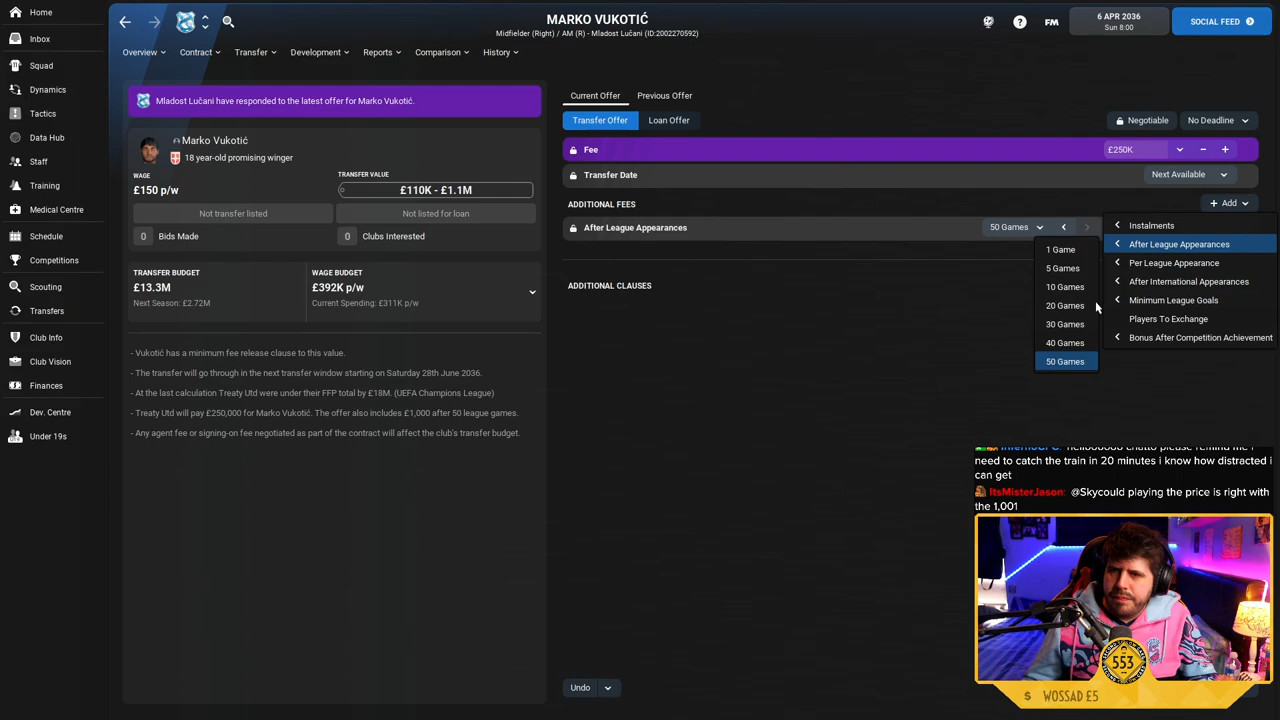 Home
Inbox
Squad
Dynamics
Tactics
Data Hub
Staff
Training
Medical Centre
Schedule
Competitions
Scouting
Transfers
Club Info
Club Vision
Finances
Dev. Centre
Under 19s
MARKO VUKOTIĆ
Midfielder (Right) / AM (R) - Mladost Lučani (ID:2002270592)
FM
6 APR 2036
Sun 8:00
SOCIAL FEED
Overview
Contract
Transfer
Development
Reports
Comparison
History
Mladost Lučani have responded to the latest offer for Marko Vukotić.
Marko Vukotić
18 year-old promising winger
WAGE
£150 p/w
TRANSFER VALUE
£110K - £1.1M
Not transfer listed
Not listed for loan
0 Bids Made
0 Clubs Interested
TRANSFER BUDGET
£13.3M
Next Season: £2.72M
WAGE BUDGET
£392K p/w
Current Spending: £311K p/w
- Vukotić has a minimum fee release clause to this value.
- The transfer will go through in the next transfer window starting on Saturday 28th June 2036.
- At the last calculation Treaty Utd were under their FFP total by £18M. (UEFA Champions League)
- Treaty Utd will pay £250,000 for Marko Vukotić. The offer also includes £1,000 after 50 league games.
- Any agent fee or signing-on fee negotiated as part of the contract will affect the club's transfer budget.
Current Offer
Previous Offer
Transfer Offer
Loan Offer
Negotiable
No Deadline
Fee
£250K
Transfer Date
Next Available
ADDITIONAL FEES
Add
After League Appearances
50 Games
ADDITIONAL CLAUSES
1 Game
5 Games
10 Games
20 Games
30 Games
40 Games
50 Games
Instalments
After League Appearances
Per League Appearance
After International Appearances
Minimum League Goals
Players To Exchange
Bonus After Competition Achievement
need to catch the train in 20 minutes i know how distracted i
can get
ItsMisterJason: @Skycould playing the price is right with
the 1,001
553
$ WOSSAD £5
Undo